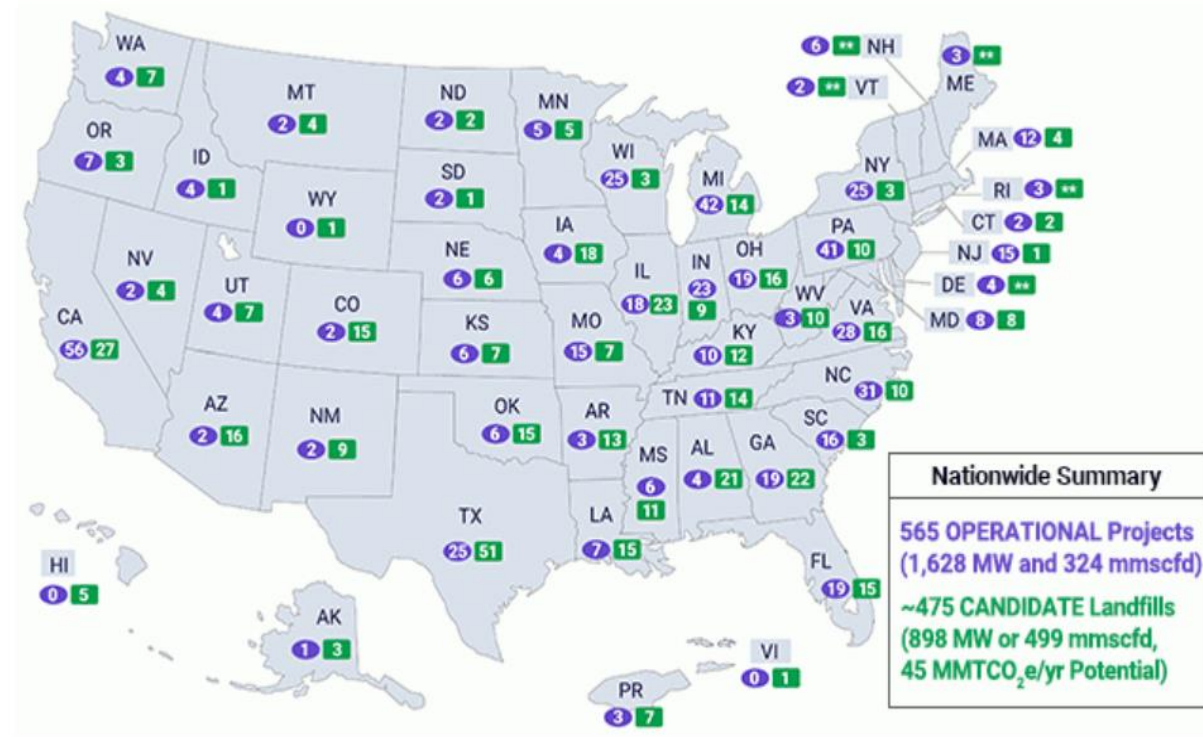 WA
4 7
OR
7 3
ID
4 1
MT
2 4
WY
0 1
ND
2 2
SD
2 1
NE
6 6
KS
6 7
MN
5 5
IA
4 18
MO
15 7
WI
25 3
IL
18 23
MI
42 14
IN
23
9
OH
19 16
KY
10 12
TN 11 14
WV
3 10
VA
28 16
NC
31 10
SC
16 3
GA
19 22
AL
4 21
MS
6
11
AR
3 13
LA
7 15
FL
19 15
OK
6 15
TX
25 51
NM
2 9
AZ
2 16
CO
2 15
UT
4 7
NV
2 4
CA
56 27
HI
0 5
AK
1 3
PR
3 7
VI
0 1
PA
41 10
NY
25 3
6 ** NH
2 ** VT
3 **
ME
MA 12 4
RI 3 **
CT 2 2
NJ 15 1
DE 4 **
MD 8 8
Nationwide Summary
565 OPERATIONAL Projects
(1,628 MW and 324 mmscfd)
~475 CANDIDATE Landfills
(898 MW or 499 mmscfd,
45 MMTCO₂e/yr Potential)